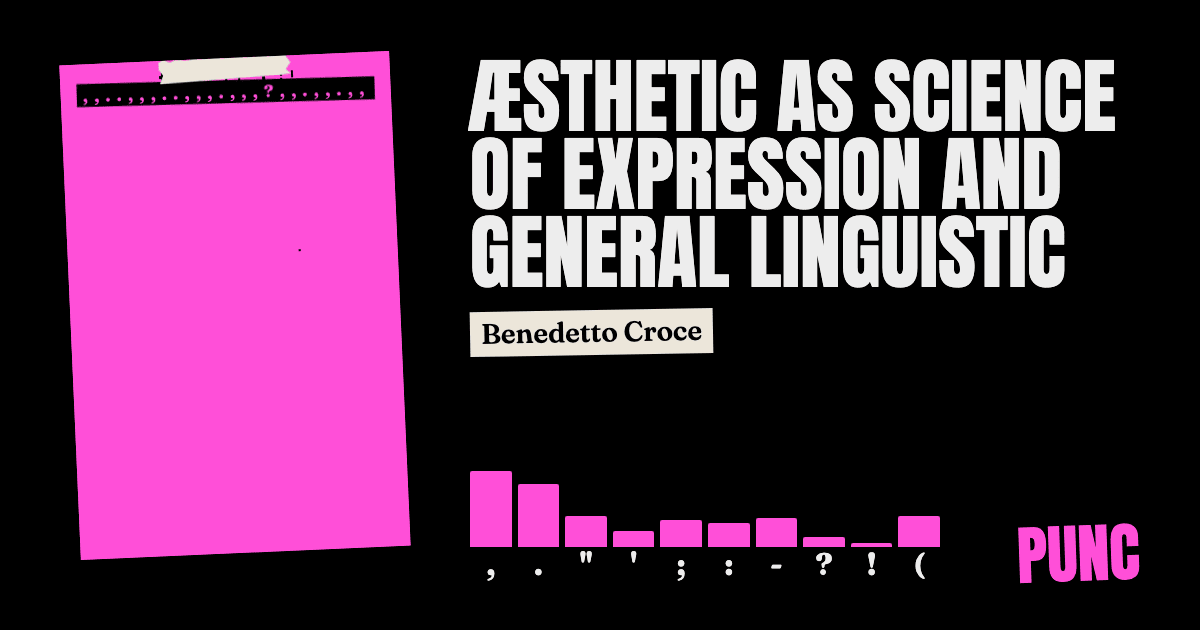 ,,..,,,..,,,.,,,?,,.,,.,,
ÆSTHETIC AS SCIENCE
OF EXPRESSION AND
GENERAL LINGUISTIC
Benedetto Croce
, . " ' ; : - ? ! (
PUNC